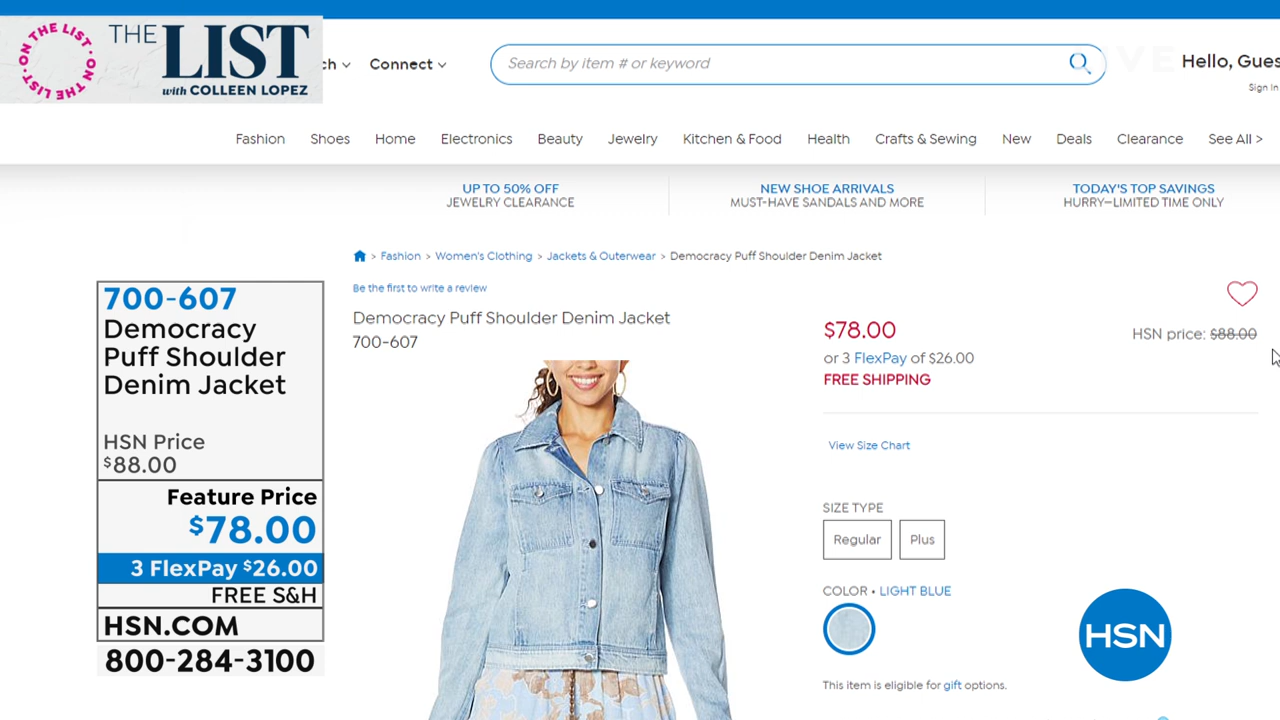 ON THE LIST • ON THE LIST •
THE LIST
with COLLEEN LOPEZ
ch
Connect
Search by item # or keyword
Hello, Gues
Sign In
Fashion
Shoes
Home
Electronics
Beauty
Jewelry
Kitchen & Food
Health
Crafts & Sewing
New
Deals
Clearance
See All >
UP TO 50% OFF
JEWELRY CLEARANCE
NEW SHOE ARRIVALS
MUST-HAVE SANDALS AND MORE
TODAY'S TOP SAVINGS
HURRY—LIMITED TIME ONLY
> Fashion > Women's Clothing > Jackets & Outerwear > Democracy Puff Shoulder Denim Jacket
Be the first to write a review
Democracy Puff Shoulder Denim Jacket
700-607
$78.00
HSN price: $88.00
or 3 FlexPay of $26.00
FREE SHIPPING
View Size Chart
SIZE TYPE
Regular
Plus
COLOR • LIGHT BLUE
This item is eligible for gift options.
700-607
Democracy
Puff Shoulder
Denim Jacket
HSN Price
$88.00
Feature Price
$78.00
3 FlexPay $26.00
FREE S&H
HSN.COM
800-284-3100
HSN